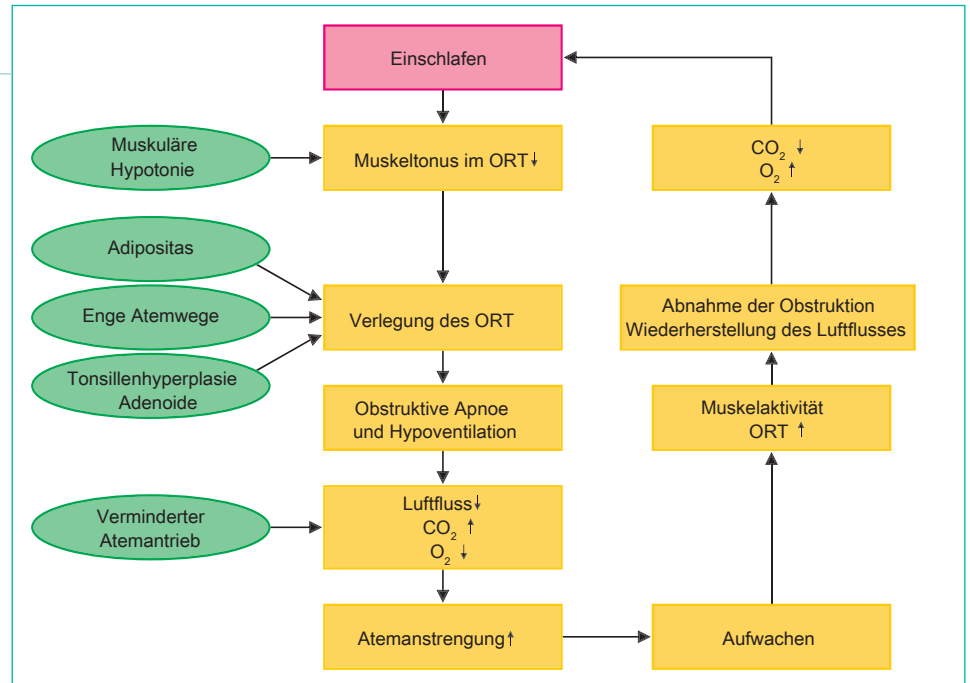 Einschlafen
Muskuläre
Hypotonie
Muskeltonus im ORT↓
Adipositas
Enge Atemwege
Tonsillenhyperplasie
Adenoide
Verlegung des ORT
Obstruktive Apnoe
und Hypoventilation
Verminderter
Atemantrieb
Luftfluss↓
CO₂ ↑
O₂ ↓
Atemanstrengung↑
Aufwachen
Muskelaktivität
ORT ↑
Abnahme der Obstruktion
Wiederherstellung des Luftflusses
CO₂ ↓
O₂ ↑